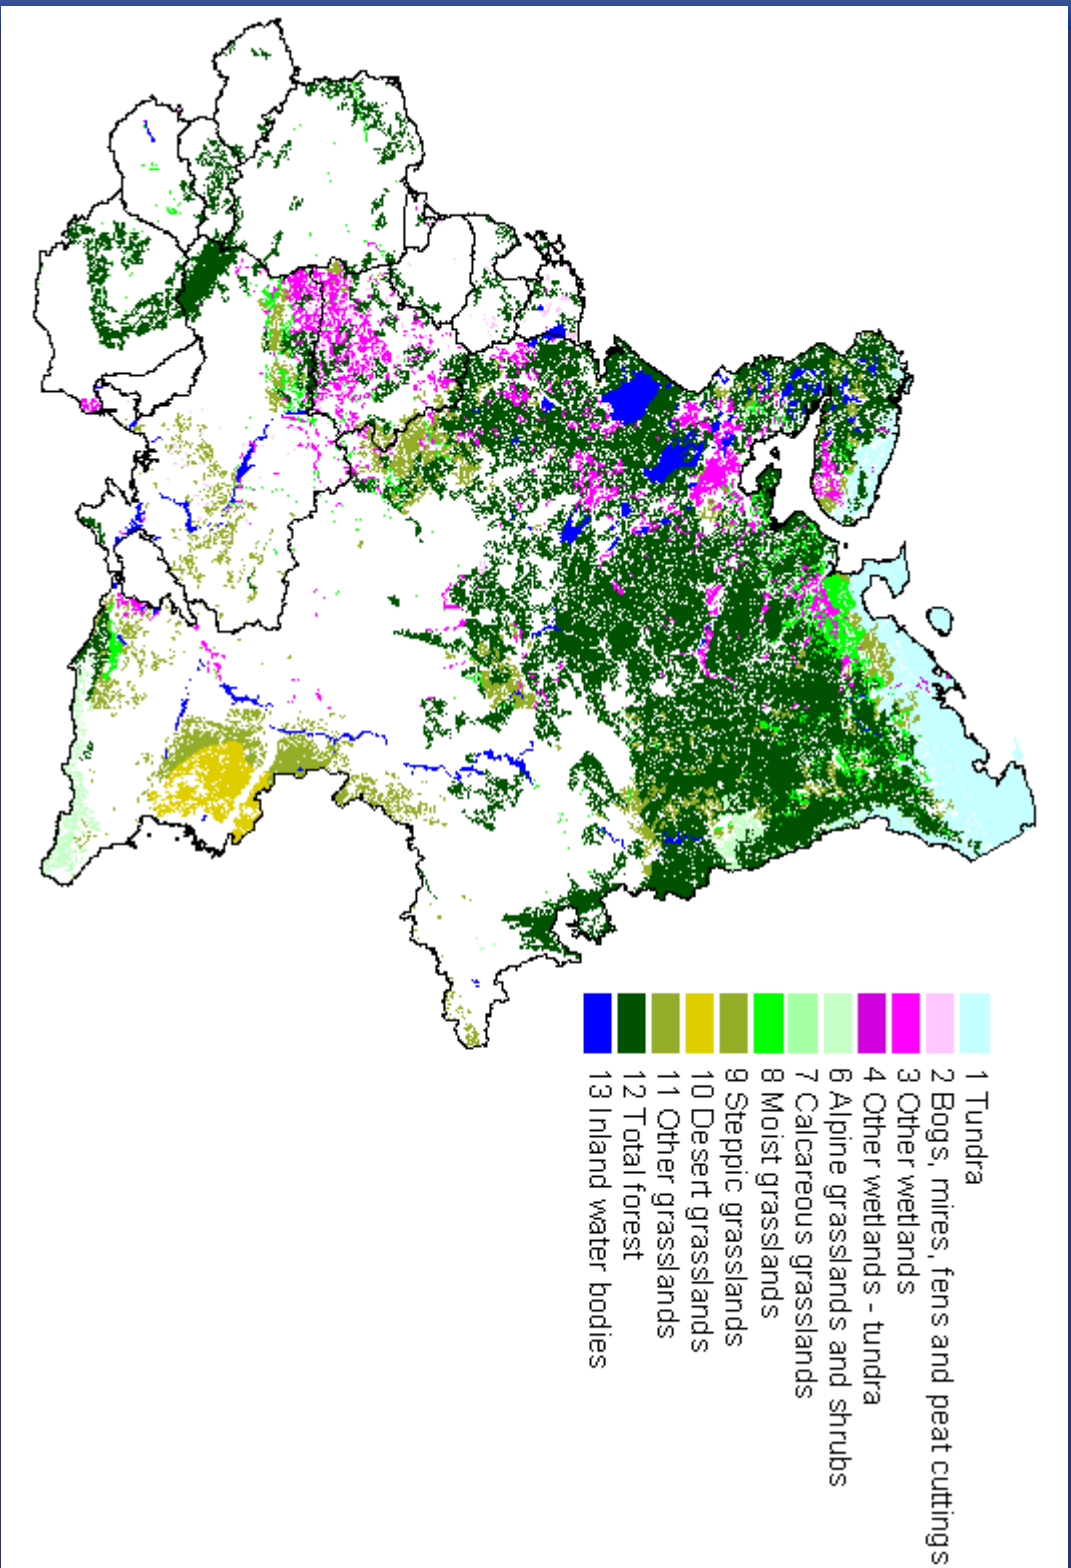 1 Tundra
2 Bogs, mires, fens and peat cuttings
3 Other wetlands
4 Other wetlands - tundra
6 Alpine grasslands and shrubs
7 Calcareous grasslands
8 Moist grasslands
9 Steppic grasslands
10 Desert grasslands
11 Other grasslands
12 Total forest
13 Inland water bodies